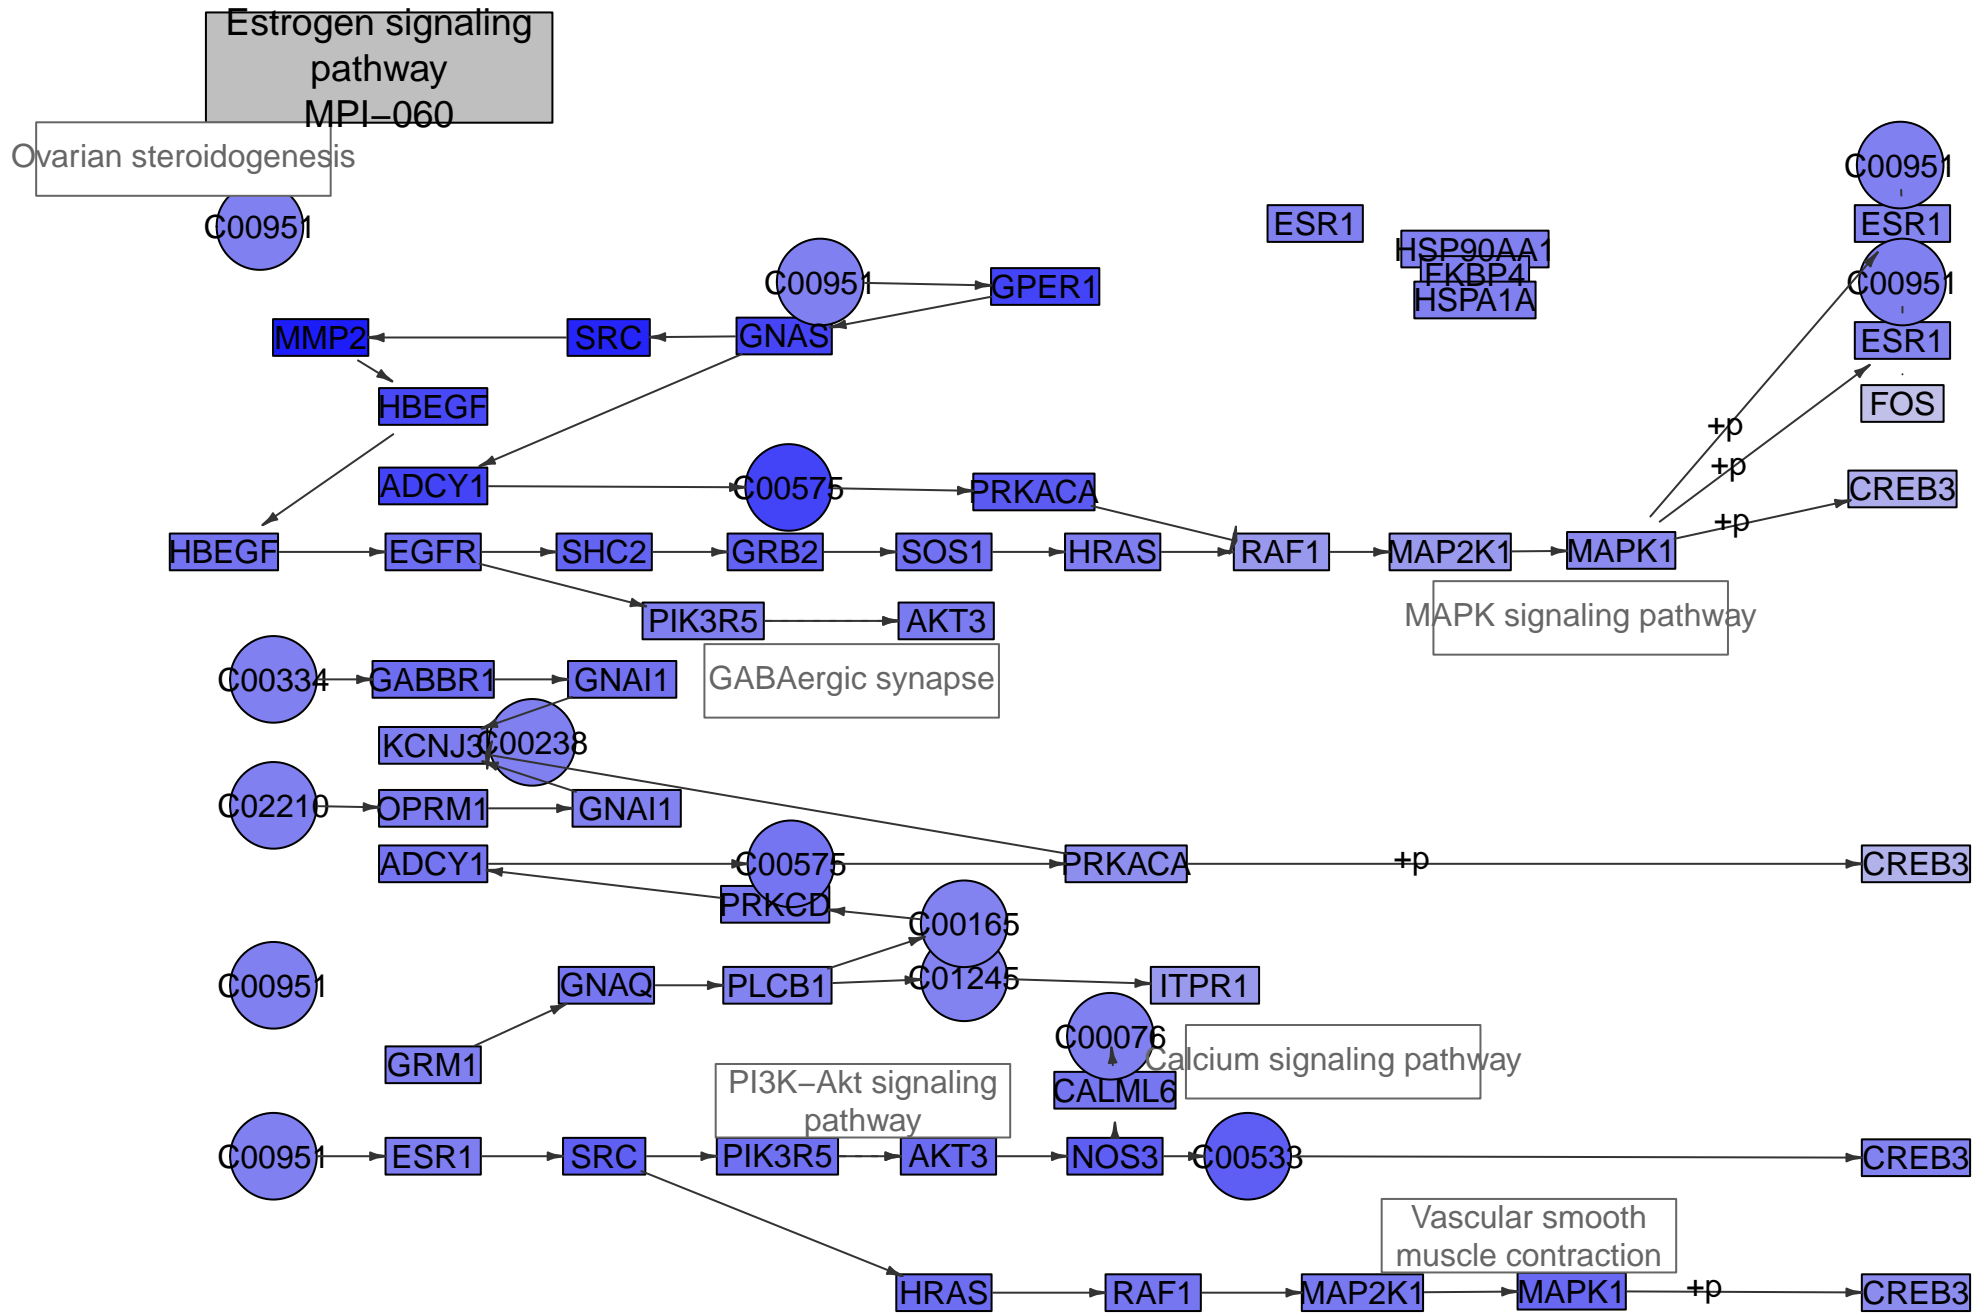 Estrogen signaling
pathway
MPI−060
Ovarian steroidogenesis
C00951
C00951
ESR1
ESR1
C00951
HSP90AA1
FKBP4
HSPA1A
C00951
GPER1
C00951
MMP2
SRC
GNAS
ESR1
HBEGF
FOS
+p
+p
ADCY1
C00575
PRKACA
CREB3
+p
HBEGF
EGFR
SHC2
GRB2
SOS1
HRAS
RAF1
MAP2K1
MAPK1
PIK3R5
AKT3
MAPK signaling pathway
C00334
GABBR1
GNAI1
GABAergic synapse
KCNJ3
C00238
C02210
OPRM1
GNAI1
ADCY1
C00575
PRKACA
+p
CREB3
PRKCD
C00165
C00951
GNAQ
PLCB1
C01245
ITPR1
C00076
Calcium signaling pathway
GRM1
PI3K−Akt signaling
pathway
CALML6
C00951
ESR1
SRC
PIK3R5
AKT3
NOS3
C00533
CREB3
Vascular smooth
muscle contraction
HRAS
RAF1
MAP2K1
MAPK1
+p
CREB3